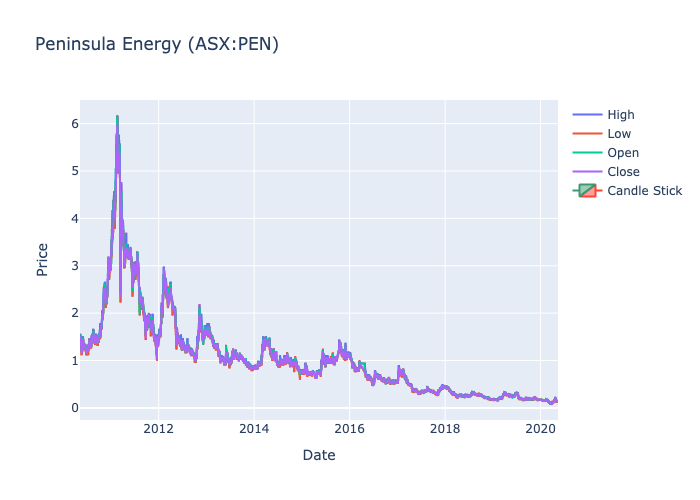 Peninsula Energy (ASX:PEN)
High
Low
Open
Close
Candle Stick
Price
6
5
4
3
2
1
0
2012 2014 2016 2018 2020
Date